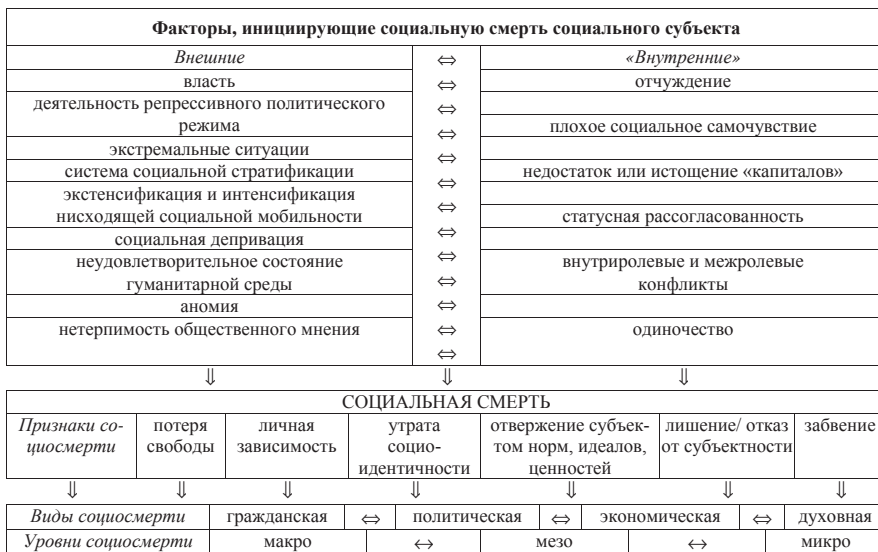 Факторы, инициирующие социальную смерть социального субъекта
Внешние ⇔ «Внутренние»
власть ⇔ отчуждение
деятельность репрессивного политического ⇔
режима ⇔ плохое социальное самочувствие
экстремальные ситуации ⇔
система социальной стратификации ⇔ недостаток или истощение «капиталов»
экстенсификация и интенсификация ⇔
нисходящей социальной мобильности ⇔ статусная рассогласованность
социальная депривация ⇔
неудовлетворительное состояние ⇔ внутриролевые и межролевые
гуманитарной среды ⇔ конфликты
аномия ⇔
нетерпимость общественного мнения ⇔ одиночество
⇔
⇓ ⇓ ⇓
СОЦИАЛЬНАЯ СМЕРТЬ
Признаки со- потеря личная утрата отвержение субъек- лишение/ отказ забвение
циосмерти свободы зависимость социо- том норм, идеалов, от субъектности
идентичности ценностей
⇓ ⇓ ⇓ ⇓ ⇓ ⇓ ⇓
Виды социосмерти гражданская ⇔ политическая ⇔ экономическая ⇔ духовная
Уровни социосмерти макро ↔ мезо ↔ микро